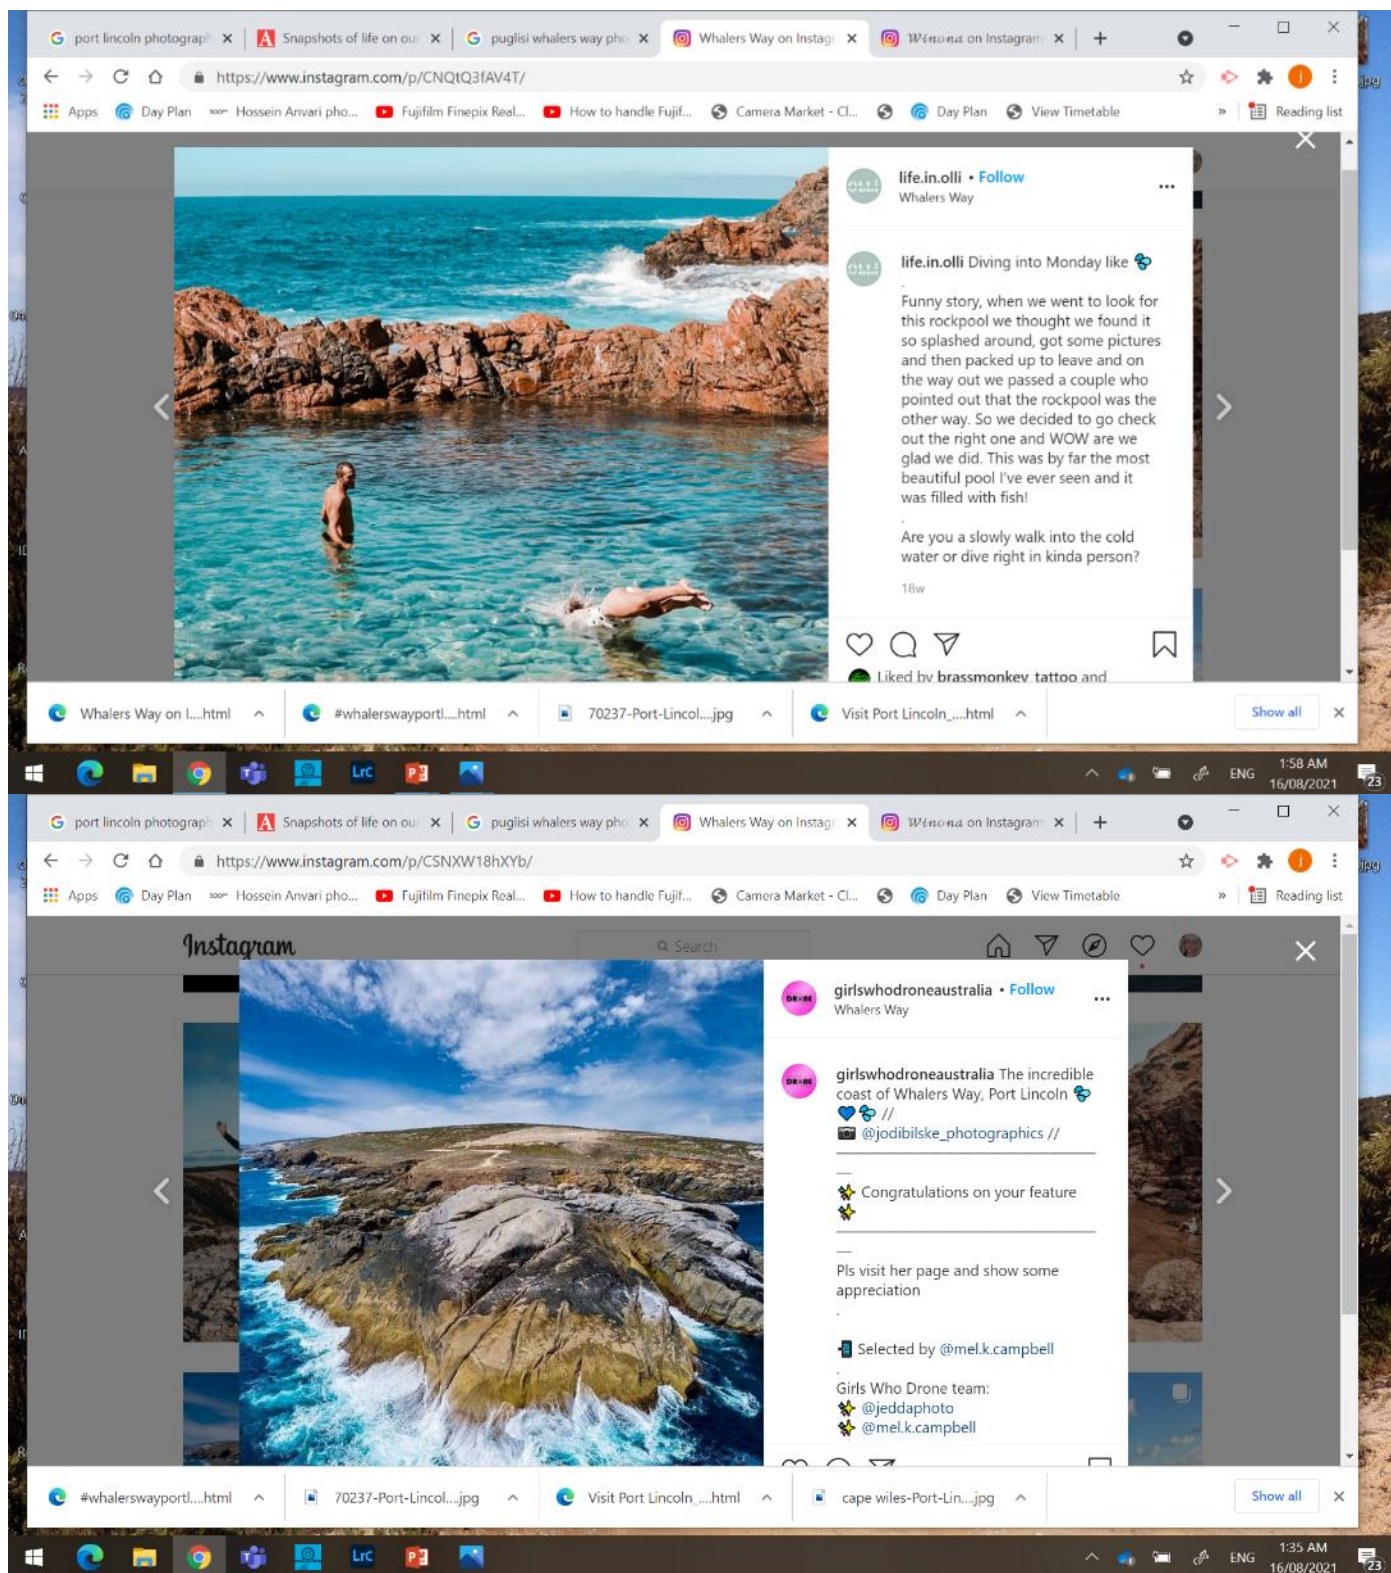 port lincoln photograph
Snapshots of life on ou
puglisi whalers way pho
Whalers Way on Instag
Winona on Instagram
https://www.instagram.com/p/CNQtQ3fAV4T/
Apps
Day Plan
Hossein Anvari pho...
Fujifilm Finepix Real...
How to handle Fujif...
Camera Market - Cl...
Day Plan
View Timetable
»
Reading list
life.in.olli • Follow
Whalers Way
life.in.olli Diving into Monday like
.
Funny story, when we went to look for
this rockpool we thought we found it
so splashed around, got some pictures
and then packed up to leave and on
the way out we passed a couple who
pointed out that the rockpool was the
other way. So we decided to go check
out the right one and WOW are we
glad we did. This was by far the most
beautiful pool I've ever seen and it
was filled with fish!
.
Are you a slowly walk into the cold
water or dive right in kinda person?
18w
Liked by brassmonkey_tattoo and
Whalers Way on I....html
#whalerswayportl....html
70237-Port-Lincol....jpg
Visit Port Lincoln_....html
Show all
LrC
ENG
1:58 AM
16/08/2021
23
port lincoln photograph
Snapshots of life on ou
puglisi whalers way pho
Whalers Way on Instag
Winona on Instagram
https://www.instagram.com/p/CSNXW18hXYb/
Apps
Day Plan
Hossein Anvari pho...
Fujifilm Finepix Real...
How to handle Fujif...
Camera Market - Cl...
Day Plan
View Timetable
»
Reading list
Instagram
Search
girlswhodroneaustralia • Follow
Whalers Way
girlswhodroneaustralia The incredible
coast of Whalers Way, Port Lincoln
//
@jodibilske_photographics //
Congratulations on your feature
Pls visit her page and show some
appreciation
.
Selected by @mel.k.campbell
.
Girls Who Drone team:
@jeddaphoto
@mel.k.campbell
#whalerswayportl....html
70237-Port-Lincol....jpg
Visit Port Lincoln_....html
cape wiles-Port-Lin....jpg
Show all
LrC
ENG
1:35 AM
16/08/2021
23